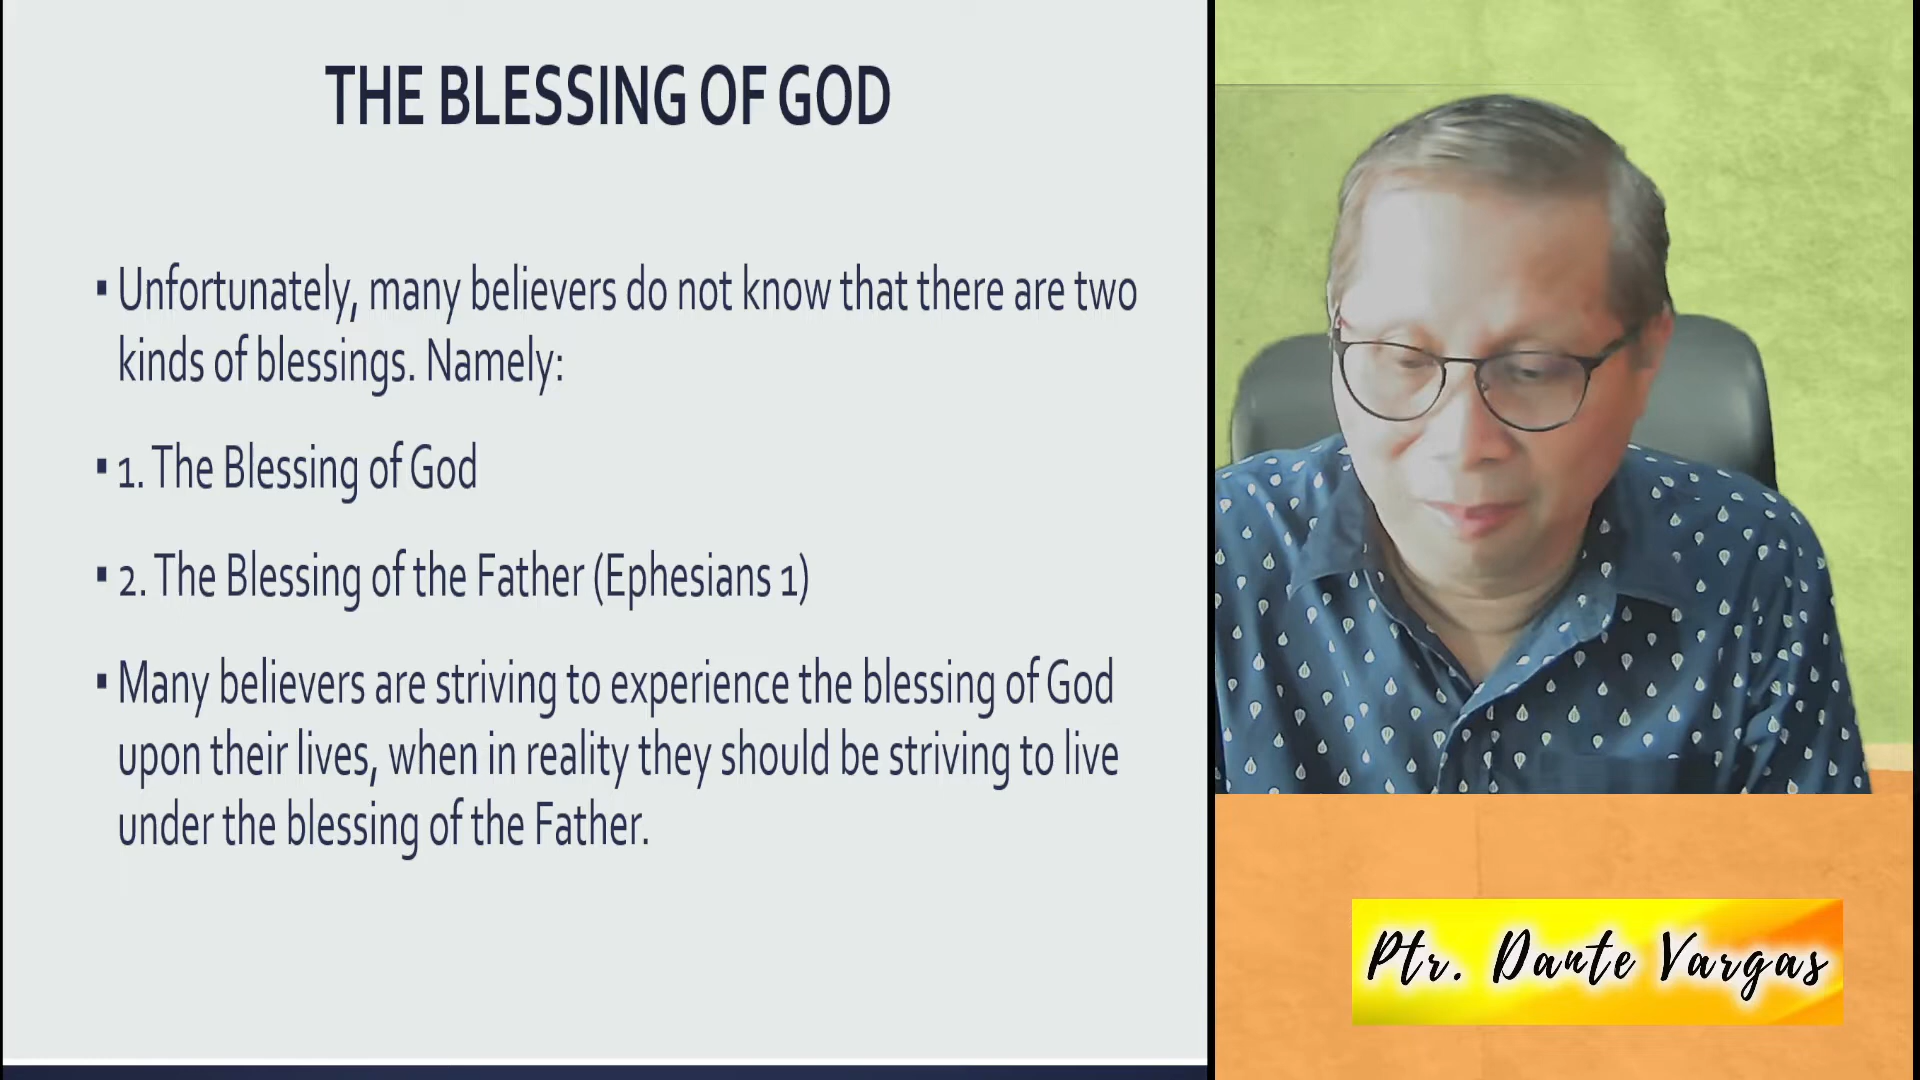 THE BLESSING OF GOD
▪ Unfortunately, many believers do not know that there are two
kinds of blessings. Namely:
▪ 1. The Blessing of God
▪ 2. The Blessing of the Father (Ephesians 1)
▪ Many believers are striving to experience the blessing of God
upon their lives, when in reality they should be striving to live
under the blessing of the Father.
Ptr. Dante Vargas